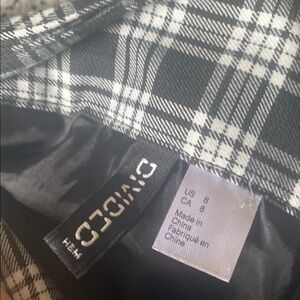 DIVIDED
H&M
US 8
CA 8
Made in
China
Fabriqué en
Chine